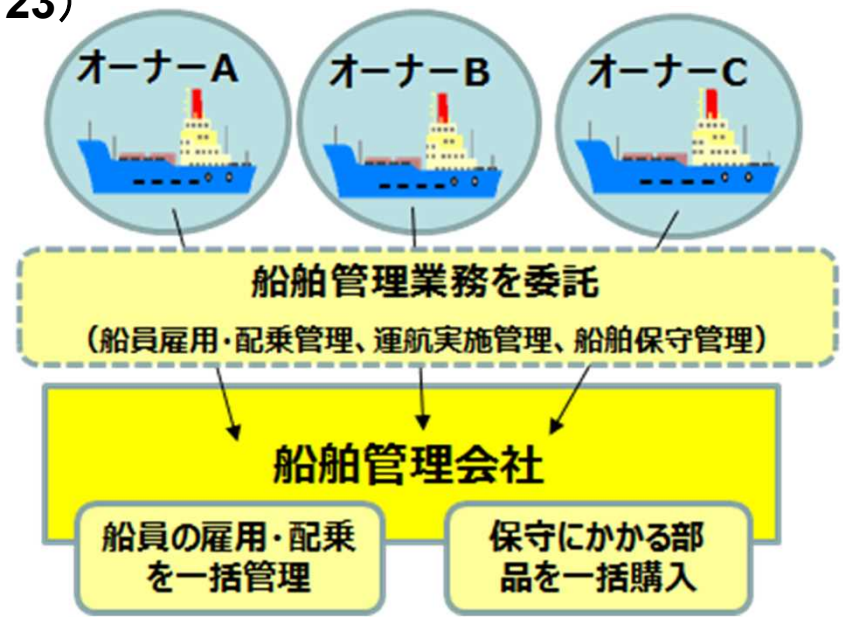 23）
オーナーA
オーナーB
オーナーC
船舶管理業務を委託
（船員雇用・配乗管理、運航実施管理、船舶保守管理）
船舶管理会社
船員の雇用・配乗
を一括管理
保守にかかる部
品を一括購入